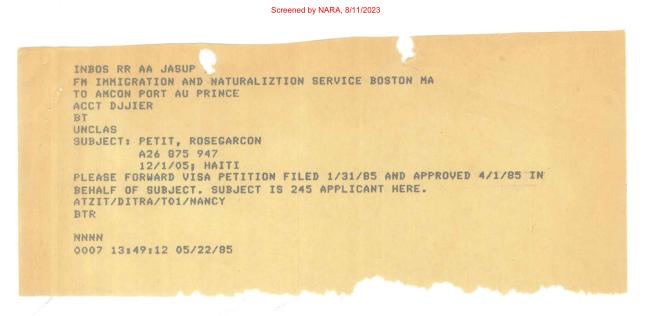 Screened by NARA, 8/11/2023
INBOS RR AA JASUP
FM IMMIGRATION AND NATURALIZTION SERVICE BOSTON MA
TO AMCON PORT AU PRINCE
ACCT DJJIER
BT
UNCLAS
SUBJECT: PETIT, ROSEGARCON
A26 875 947
12/1/05; HAITI
PLEASE FORWARD VISA PETITION FILED 1/31/85 AND APPROVED 4/1/85 IN
BEHALF OF SUBJECT. SUBJECT IS 245 APPLICANT HERE.
ATZIT/DITRA/T01/NANCY
BTR
NNNN
0007 13:49:12 05/22/85